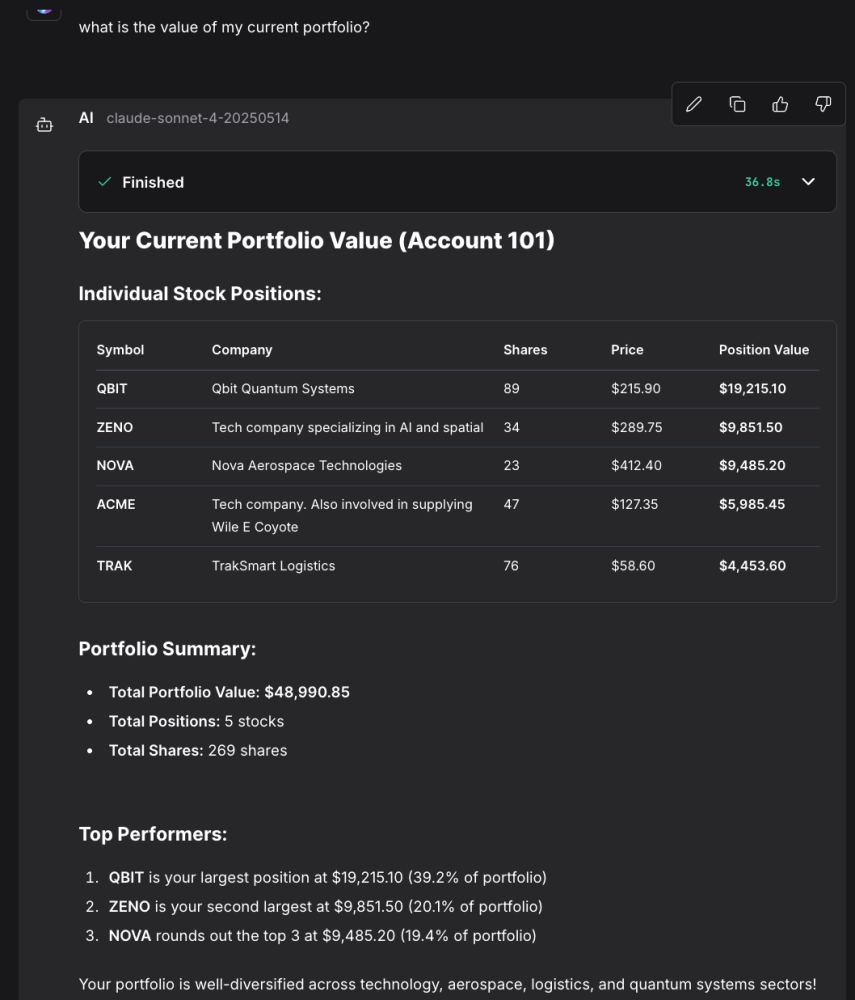 what is the value of my current portfolio?
AI claude-sonnet-4-20250514
Finished 36.8s
Your Current Portfolio Value (Account 101)
Individual Stock Positions:
Symbol Company Shares Price Position Value
QBIT Qbit Quantum Systems 89 $215.90 $19,215.10
ZENO Tech company specializing in AI and spatial 34 $289.75 $9,851.50
NOVA Nova Aerospace Technologies 23 $412.40 $9,485.20
ACME Tech company. Also involved in supplying 47 $127.35 $5,985.45
Wile E Coyote
TRAK TrakSmart Logistics 76 $58.60 $4,453.60
Portfolio Summary:
• Total Portfolio Value: $48,990.85
• Total Positions: 5 stocks
• Total Shares: 269 shares
Top Performers:
1. QBIT is your largest position at $19,215.10 (39.2% of portfolio)
2. ZENO is your second largest at $9,851.50 (20.1% of portfolio)
3. NOVA rounds out the top 3 at $9,485.20 (19.4% of portfolio)
Your portfolio is well-diversified across technology, aerospace, logistics, and quantum systems sectors!